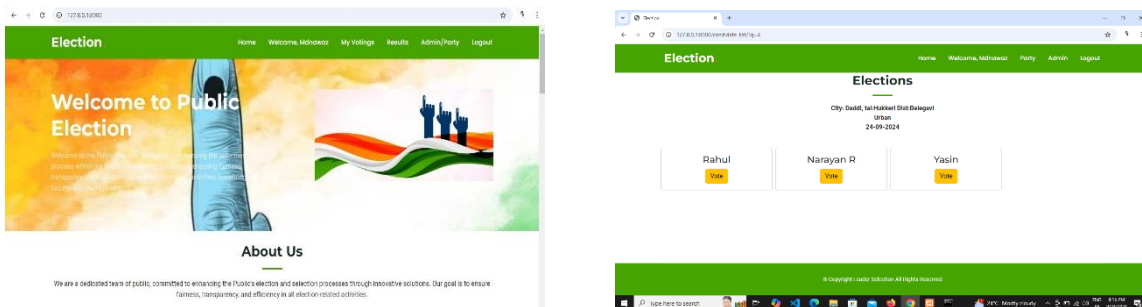 127.0.0.1:8000
Election
Home Welcome, Mdnawaz My Votings Results Admin/Party Logout
Welcome to Public
Election
About Us
We are a dedicated team of public, committed to enhancing the Public's election and selection processes through innovative solutions. Our goal is to ensure
fairness, transparency, and efficiency in all election-related activities.
Election
Election
Home Welcome, Mdnawaz Party Admin Logout
Elections
City: Daddi, tal:Hukkeri Dist:Belegavi
Urban
24-09-2024
Rahul
Vote
Narayan R
Vote
Yasin
Vote
© Copyright Leader Selection All Rights Reserved
Type here to search
24°C Mostly cloudy